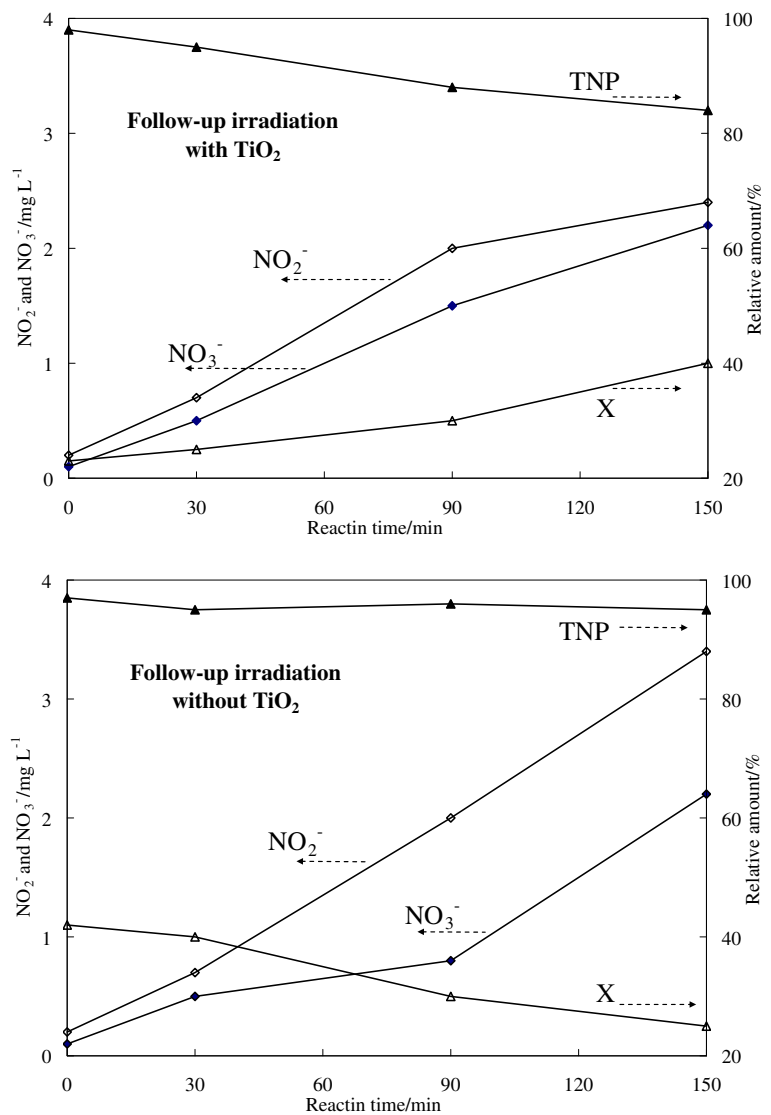 4
3
2
1
0
NO₂⁻ and NO₃⁻/mg L⁻¹
100
80
60
40
20
Relative amount/%
TNP
Follow-up irradiation
with TiO₂
NO₂⁻
NO₃⁻
X
0 30 60 90 120 150
Reactin time/min
4
3
2
1
0
NO₂⁻ and NO₃⁻/mg L⁻¹
100
80
60
40
20
Relative amount/%
TNP
Follow-up irradiation
without TiO₂
NO₂⁻
NO₃⁻
X
0 30 60 90 120 150
Reactin time/min